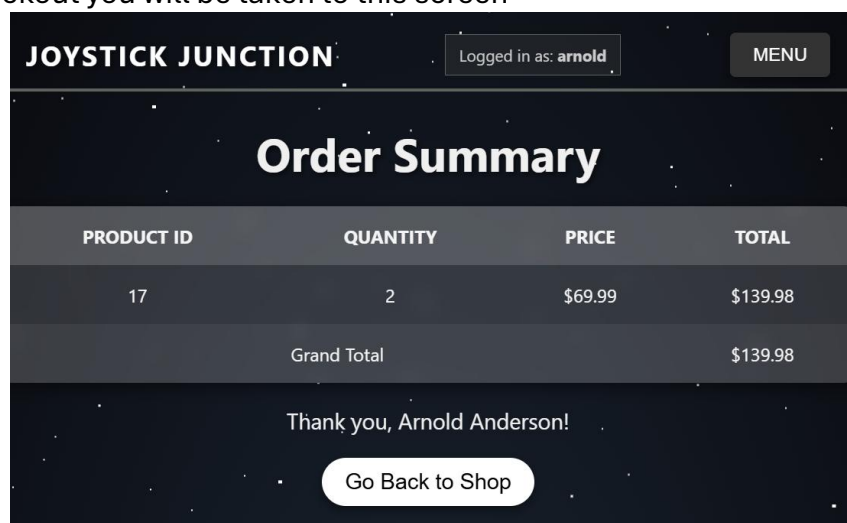 you will be taken to this screen
JOYSTICK JUNCTION Logged in as: arnold MENU
Order Summary
PRODUCT ID QUANTITY PRICE TOTAL
17 2 $69.99 $139.98
Grand Total $139.98
Thank you, Arnold Anderson!
Go Back to Shop